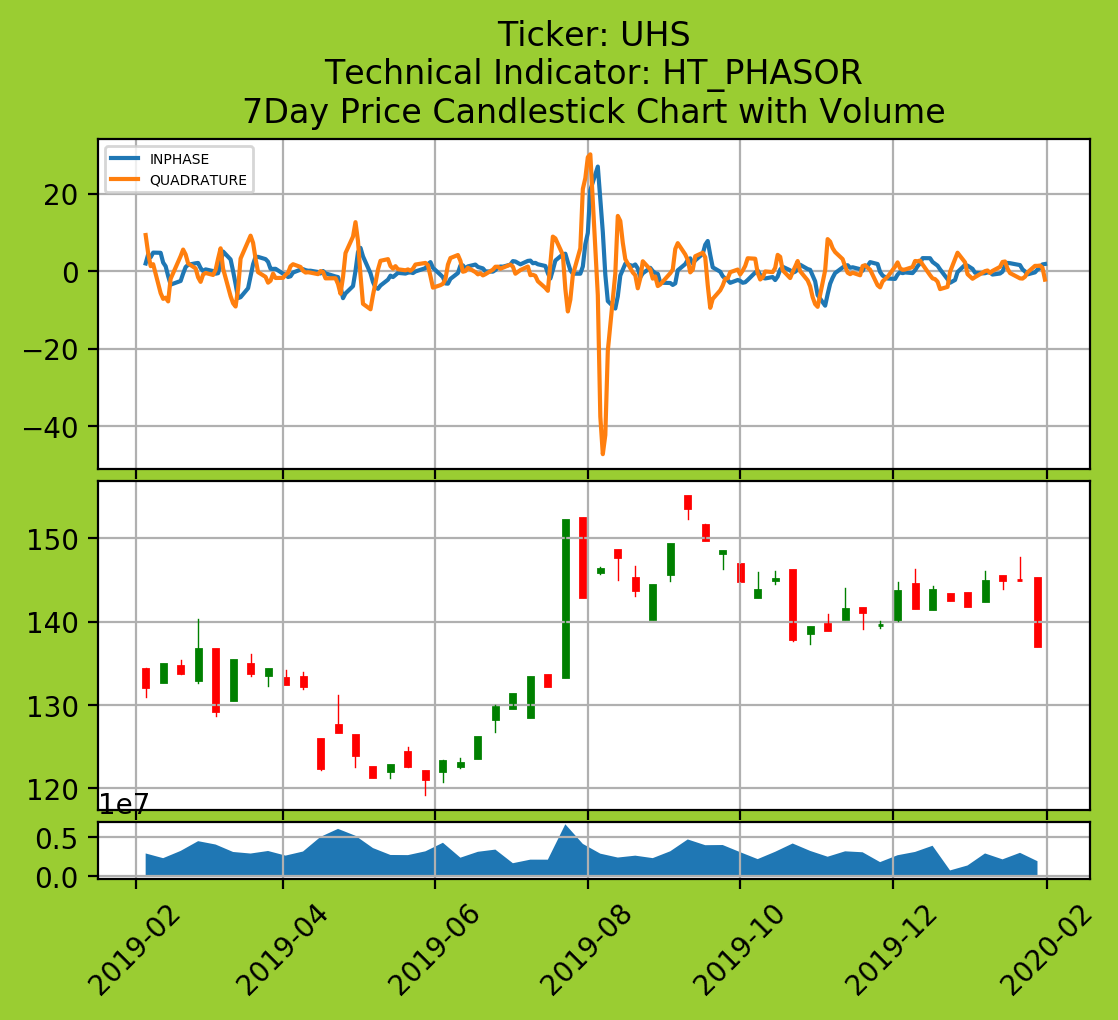 Ticker: UHS
Technical Indicator: HT_PHASOR
7Day Price Candlestick Chart with Volume
INPHASE
QUADRATURE
20
0
−20
−40
150
140
130
120
1e7
0.5
0.0
2019-02
2019-04
2019-06
2019-08
2019-10
2019-12
2020-02